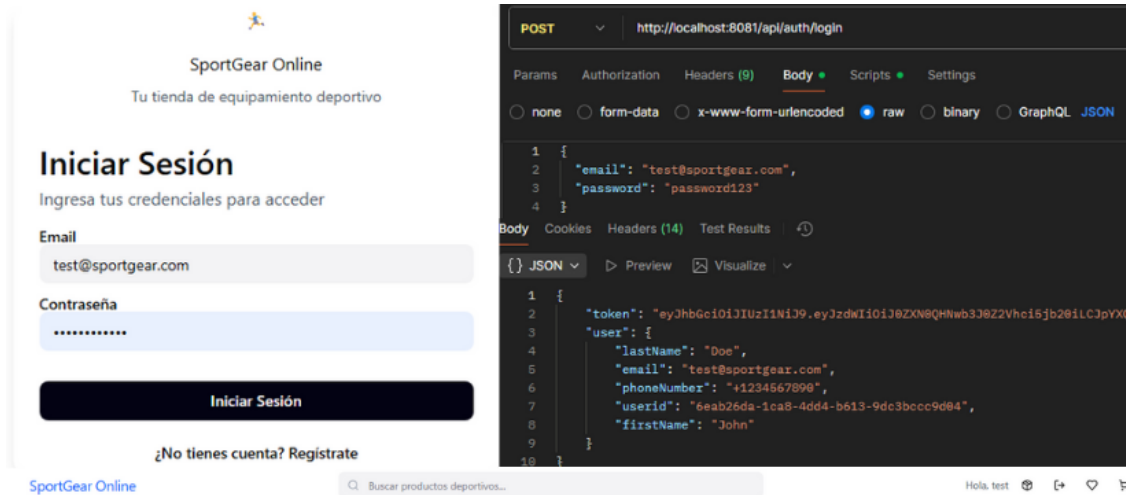 SportGear Online
Tu tienda de equipamiento deportivo
Iniciar Sesión
Ingresa tus credenciales para acceder
Email
test@sportgear.com
Contraseña
••••••••••••
Iniciar Sesión
¿No tienes cuenta? Regístrate
POST http://localhost:8081/api/auth/login
Params Authorization Headers (9) Body Scripts Settings
none form-data x-www-form-urlencoded raw binary GraphQL JSON
1 {
2 "email": "test@sportgear.com",
3 "password": "password123"
4 }
Body Cookies Headers (14) Test Results
{} JSON Preview Visualize
1 {
2 "token": "eyJhbGciOiJIUzI1NiJ9.eyJzdWIiOiJ0ZXN0QHNwb3J0Z2Vhci5jb20iLCJpYX
3 "user": {
4 "lastName": "Doe",
5 "email": "test@sportgear.com",
6 "phoneNumber": "+1234567890",
7 "userid": "6eab26da-1ca8-4dd4-b613-9dc3bccc9d04",
8 "firstName": "John"
9 }
10 }
SportGear Online Buscar productos deportivos... Hola, test